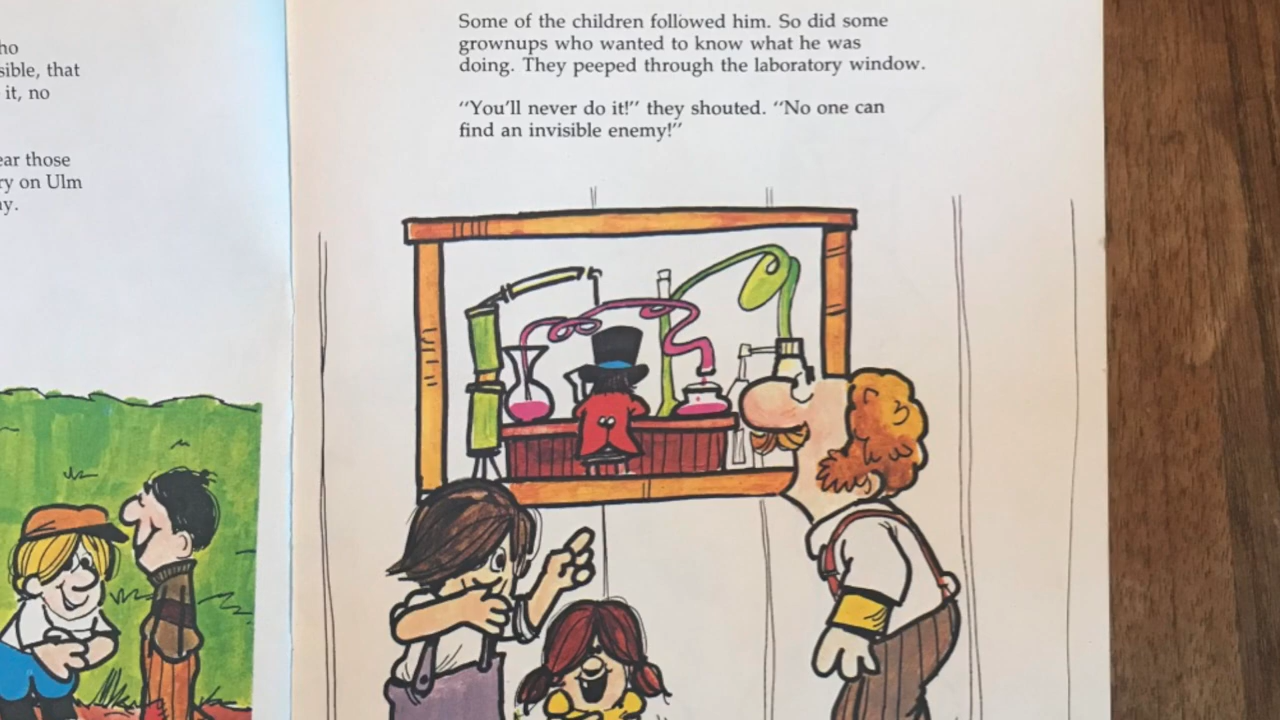 ho
sible, that
it, no
ear those
ry on Ulm
ay.
Some of the children followed him. So did some
grownups who wanted to know what he was
doing. They peeped through the laboratory window.
“You’ll never do it!” they shouted. “No one can
find an invisible enemy!”